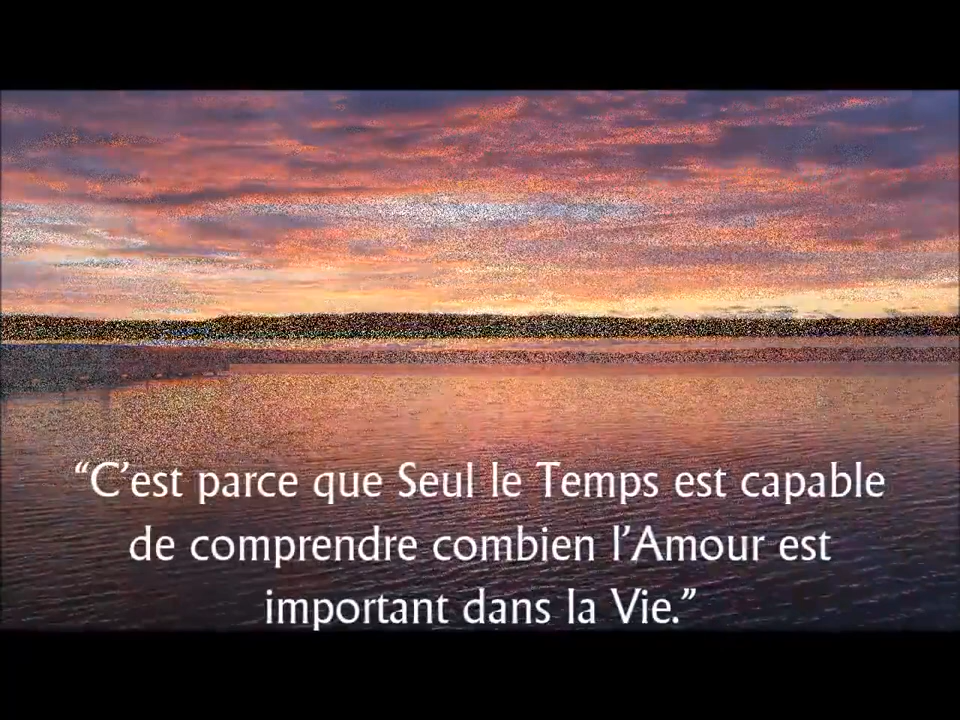 “C’est parce que Seul le Temps est capable
de comprendre combien l’Amour est
important dans la Vie.”